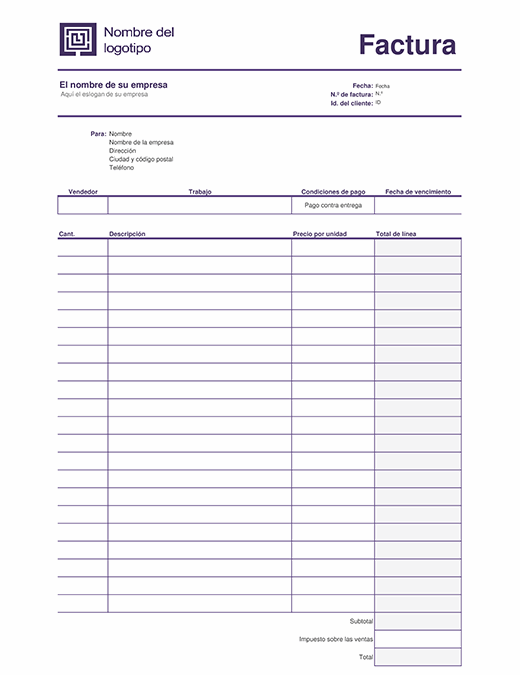 Nombre del
logotipo
Factura
El nombre de su empresa
Aquí el eslogan de su empresa
Fecha: Fecha
N.º de factura: N.º
Id. del cliente: ID
Para: Nombre
Nombre de la empresa
Dirección
Ciudad y código postal
Teléfono
Vendedor Trabajo Condiciones de pago Fecha de vencimiento
Pago contra entrega
Cant. Descripción Precio por unidad Total de línea
Subtotal
Impuesto sobre las ventas
Total